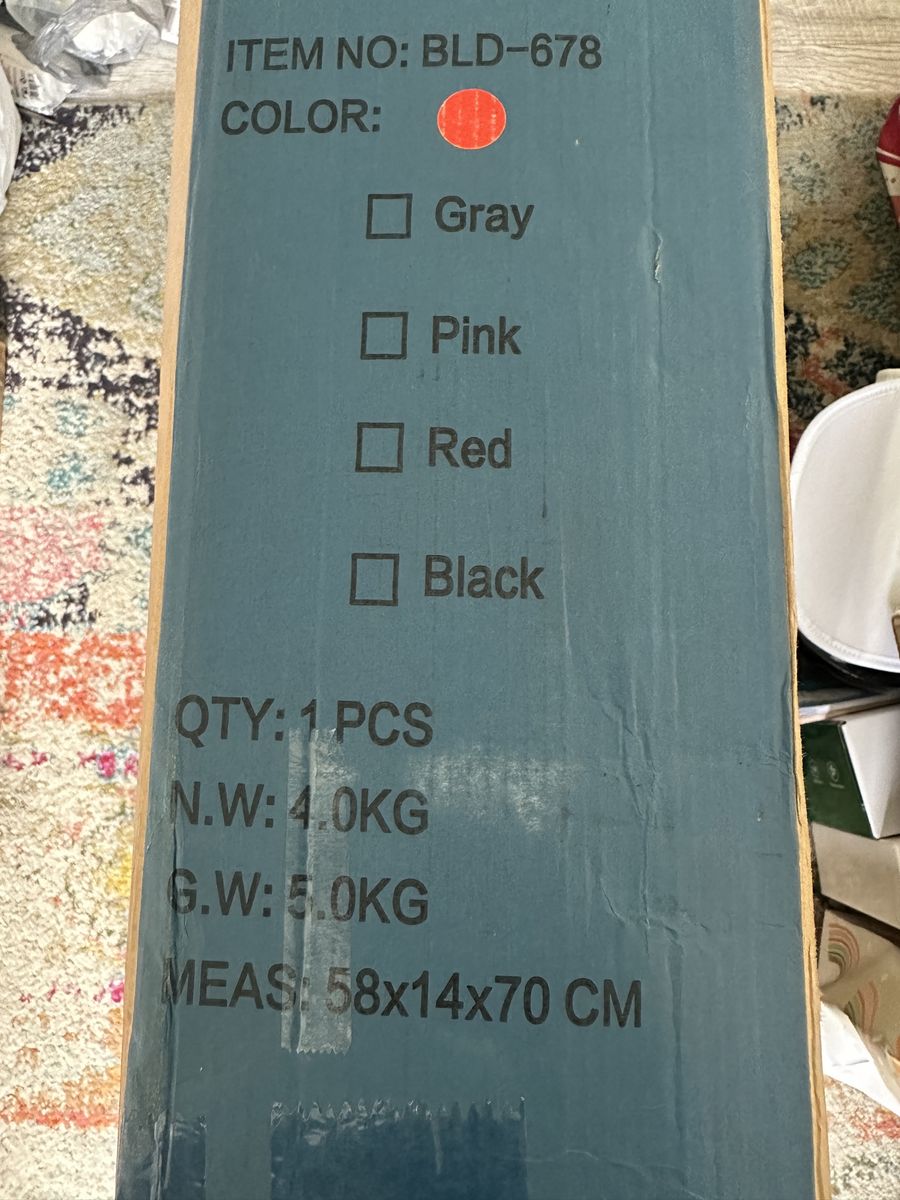 ITEM NO: BLD-678
COLOR:
Gray
Pink
Red
Black
QTY: 1 PCS
N.W: 4.0KG
G.W: 5.0KG
MEAS: 58x14x70 CM